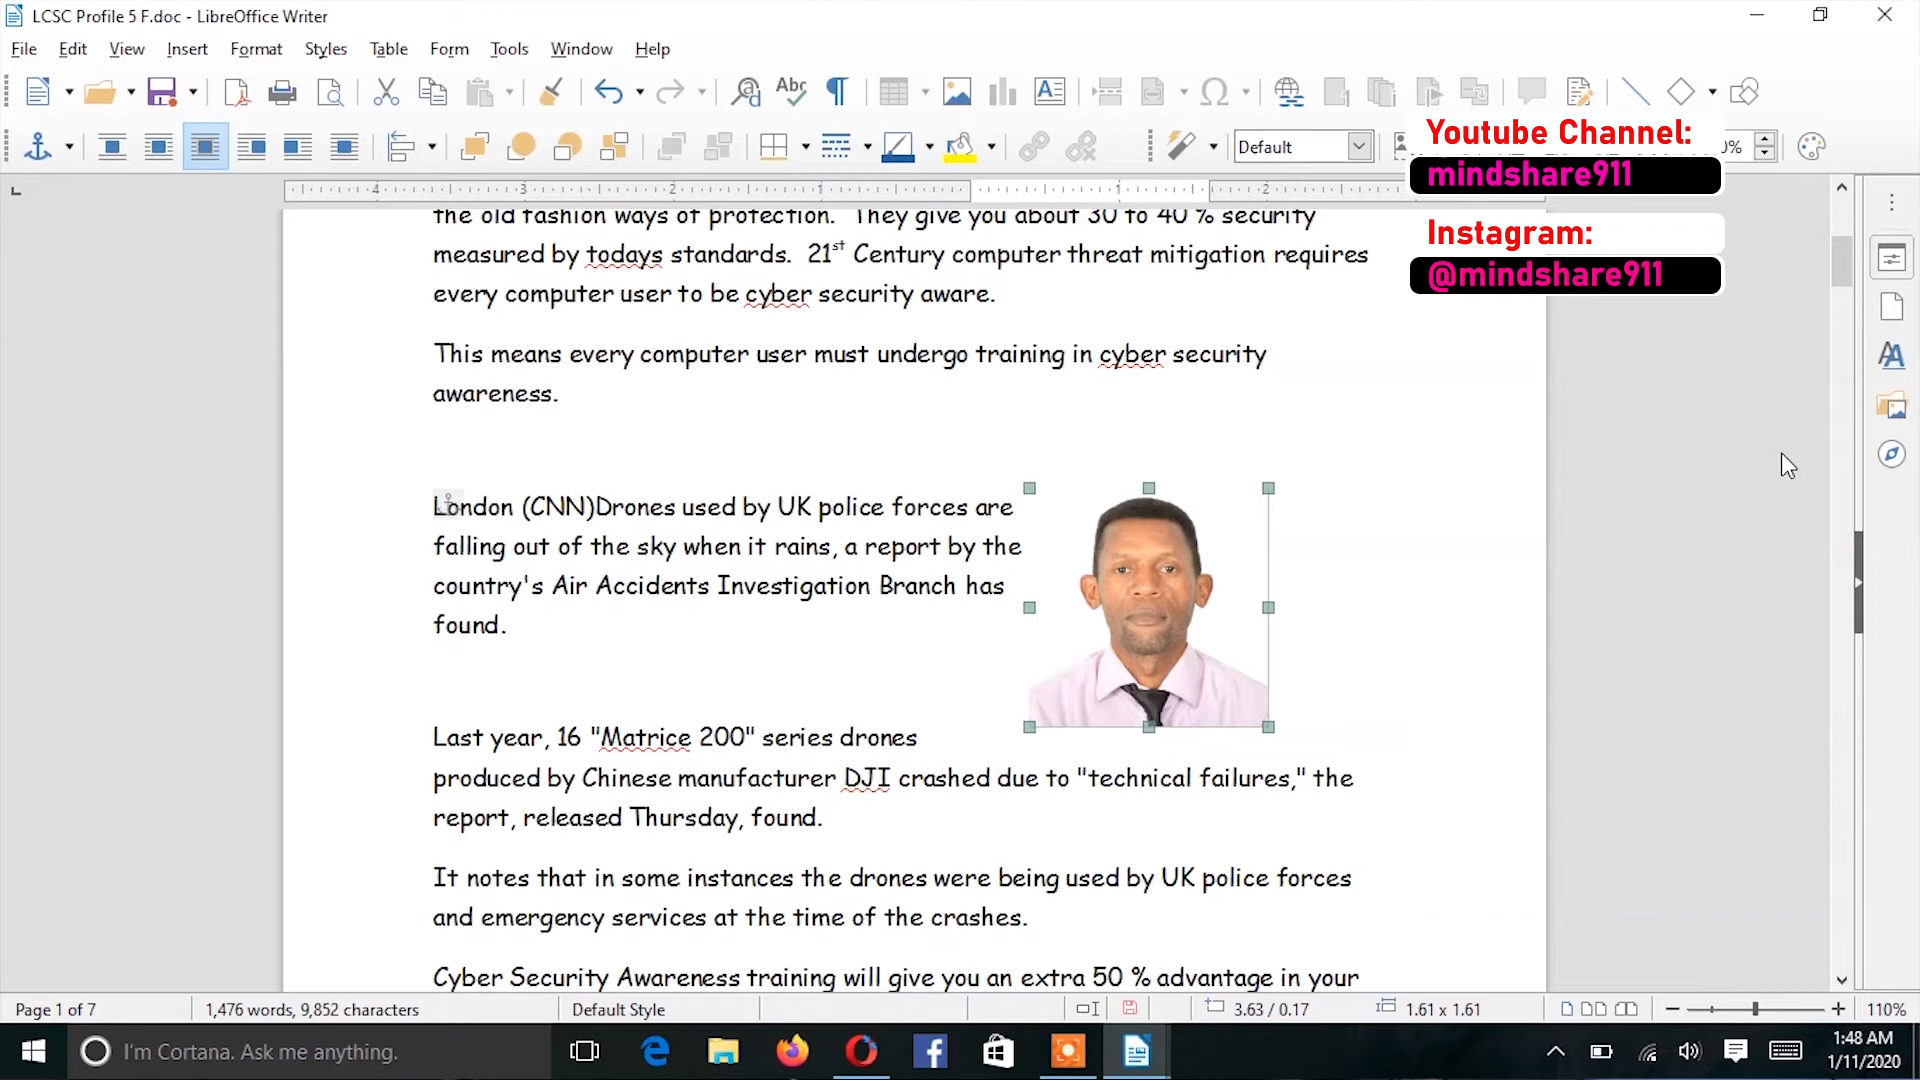 LCSC Profile 5 F.doc - LibreOffice Writer
File Edit View Insert Format Styles Table Form Tools Window Help
Abc
Default
Youtube Channel:
mindshare911
Instagram:
@mindshare911
4 3 2 1 1 2
the old fashion ways of protection. They give you about 30 to 40 % security
measured by todays standards. 21st Century computer threat mitigation requires
every computer user to be cyber security aware.
This means every computer user must undergo training in cyber security
awareness.
London (CNN)Drones used by UK police forces are
falling out of the sky when it rains, a report by the
country's Air Accidents Investigation Branch has
found.
Last year, 16 "Matrice 200" series drones
produced by Chinese manufacturer DJI crashed due to "technical failures," the
report, released Thursday, found.
It notes that in some instances the drones were being used by UK police forces
and emergency services at the time of the crashes.
Cyber Security Awareness training will give you an extra 50 % advantage in your
Page 1 of 7 1,476 words, 9,852 characters Default Style 3.63 / 0.17 1.61 x 1.61 110%
I'm Cortana. Ask me anything.
1:48 AM
1/11/2020